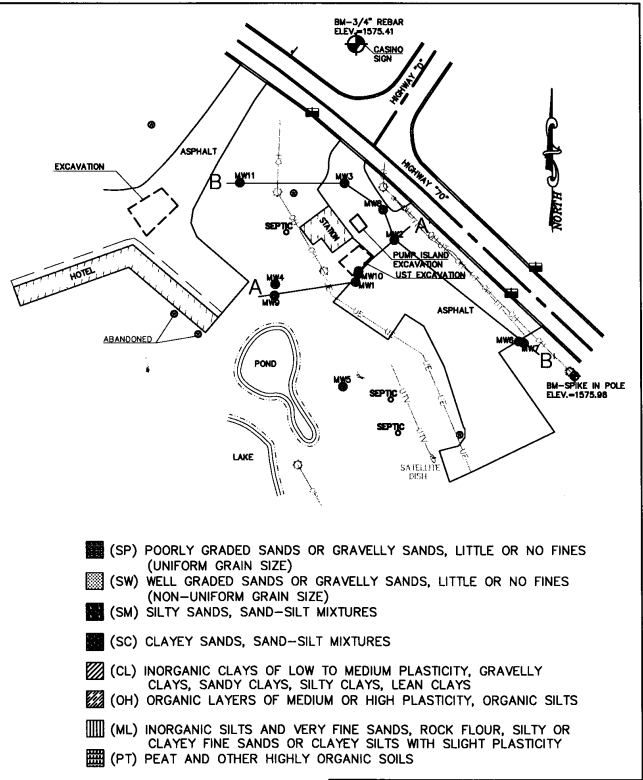 BM-3/4" REBAR
ELEV.=1575.41
CASINO
SIGN
HIGHWAY "D"
HIGHWAY "70"
NORTH
ASPHALT
EXCAVATION
B
MW11
MW3
MW8
A
MW2
STATION
SEPTIC
PUMP ISLAND
EXCAVATION
UST EXCAVATION
MW10
MW1
HOTEL
MW4
A
MW9
ASPHALT
ABANDONED
MW6
MW7
B'
BM-SPIKE IN POLE
ELEV.=1575.98
POND
MW5
SEPTIC
SEPTIC
UTV
UTV
UE
UE
LAKE
SATELLITE
DISH
(SP) POORLY GRADED SANDS OR GRAVELLY SANDS, LITTLE OR NO FINES
(UNIFORM GRAIN SIZE)
(SW) WELL GRADED SANDS OR GRAVELLY SANDS, LITTLE OR NO FINES
(NON-UNIFORM GRAIN SIZE)
(SM) SILTY SANDS, SAND-SILT MIXTURES
(SC) CLAYEY SANDS, SAND-SILT MIXTURES
(CL) INORGANIC CLAYS OF LOW TO MEDIUM PLASTICITY, GRAVELLY
CLAYS, SANDY CLAYS, SILTY CLAYS, LEAN CLAYS
(OH) ORGANIC LAYERS OF MEDIUM OR HIGH PLASTICITY, ORGANIC SILTS
(ML) INORGANIC SILTS AND VERY FINE SANDS, ROCK FLOUR, SILTY OR
CLAYEY FINE SANDS OR CLAYEY SILTS WITH SLIGHT PLASTICITY
(PT) PEAT AND OTHER HIGHLY ORGANIC SOILS